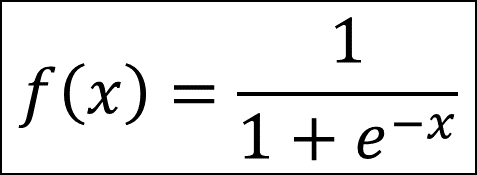 f(x) = 1 / (1 + e^{-x})